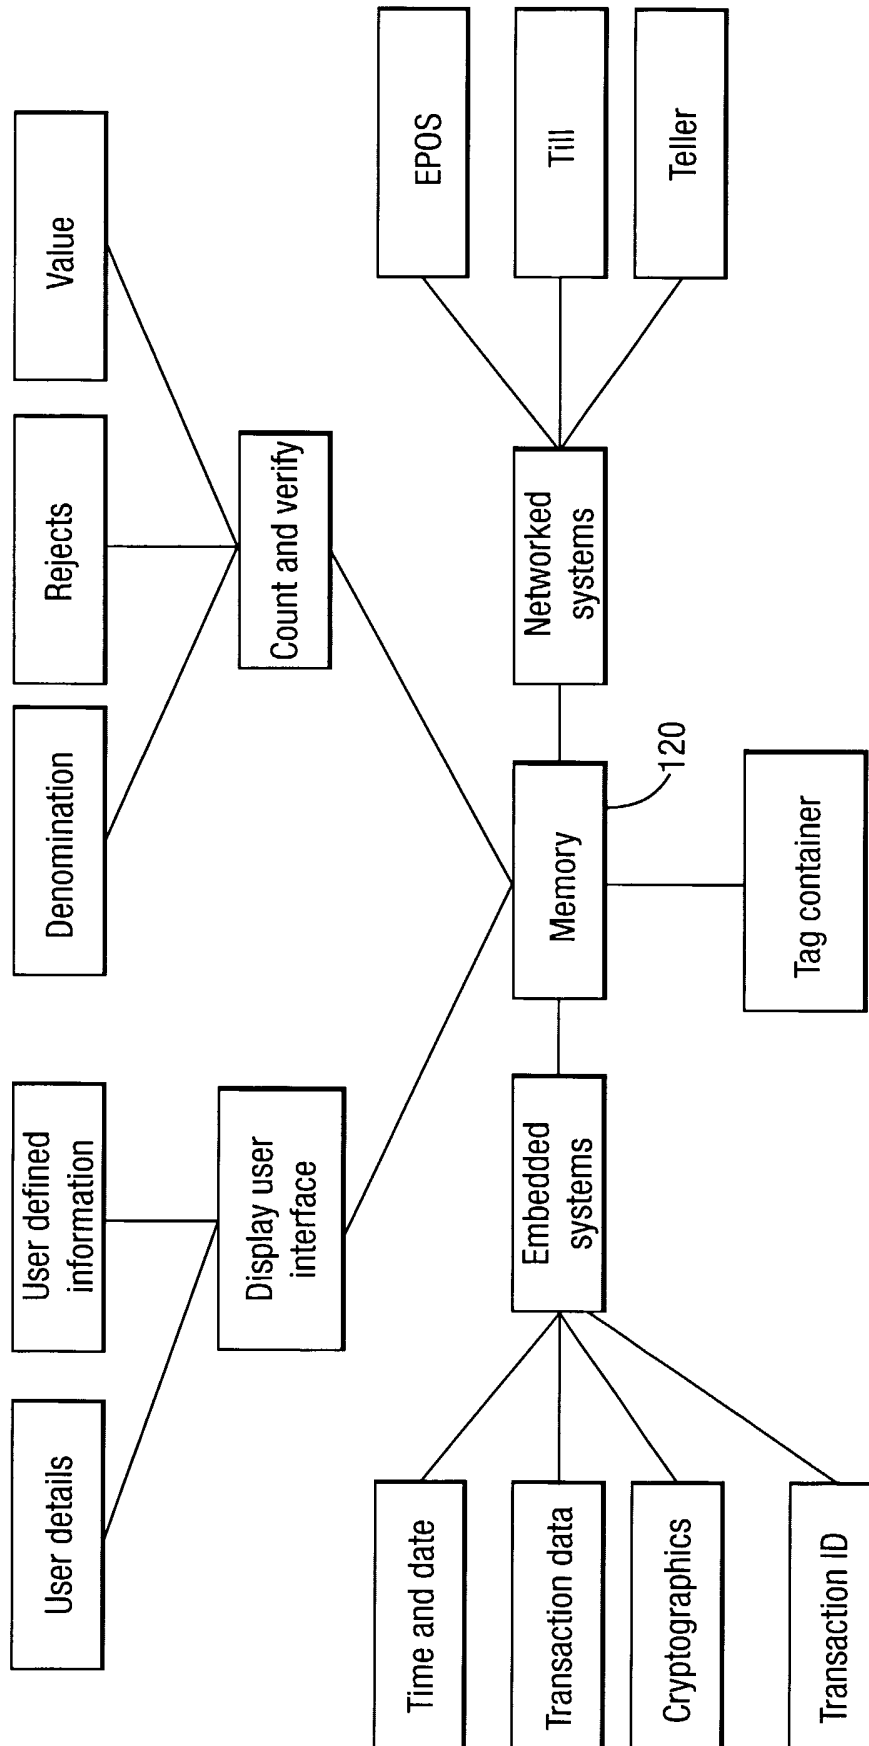 User details
User defined
information
Denomination
Rejects
Value
Display user
interface
Count and verify
Time and date
Transaction data
Cryptographics
Transaction ID
Embedded
systems
Memory
120
Networked
systems
EPOS
Till
Teller
Tag container